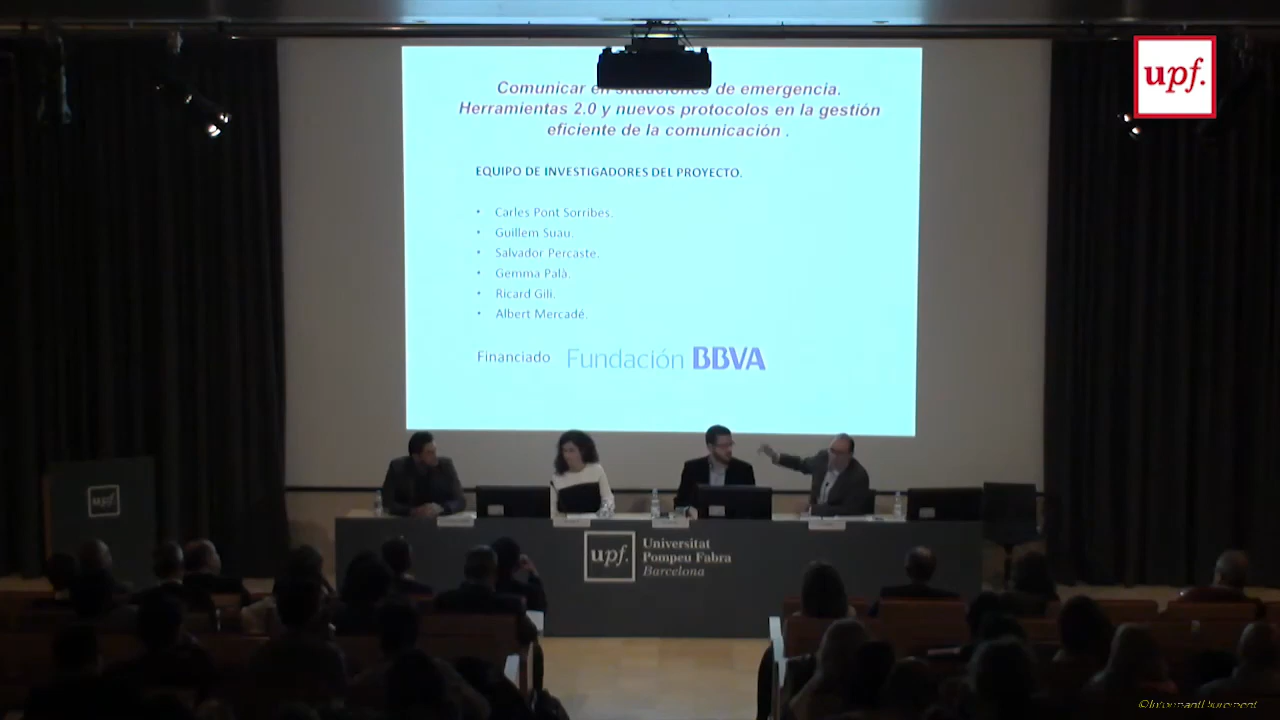 Comunicar en situaciones de emergencia.
Herramientas 2.0 y nuevos protocolos en la gestión
eficiente de la comunicación .
EQUIPO DE INVESTIGADORES DEL PROYECTO.
• Carles Pont Sorribes.
• Guillem Suau.
• Salvador Percaste.
• Gemma Palà.
• Ricard Gili.
• Albert Mercadé.
Financiado Fundación BBVA
upf.
upf.
upf.
Universitat
Pompeu Fabra
Barcelona